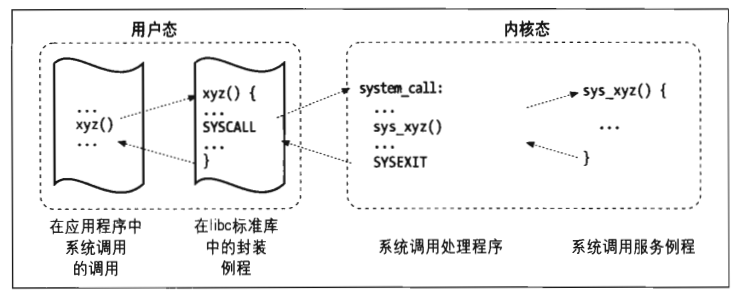 用户态
内核态
...
xyz()
...
xyz() {
...
SYSCALL
...
}
system_call:
...
sys_xyz()
...
SYSEXIT
sys_xyz() {
...
}
在应用程序中
系统调用
的调用
在libc标准库
中的封装
例程
系统调用处理程序
系统调用服务例程